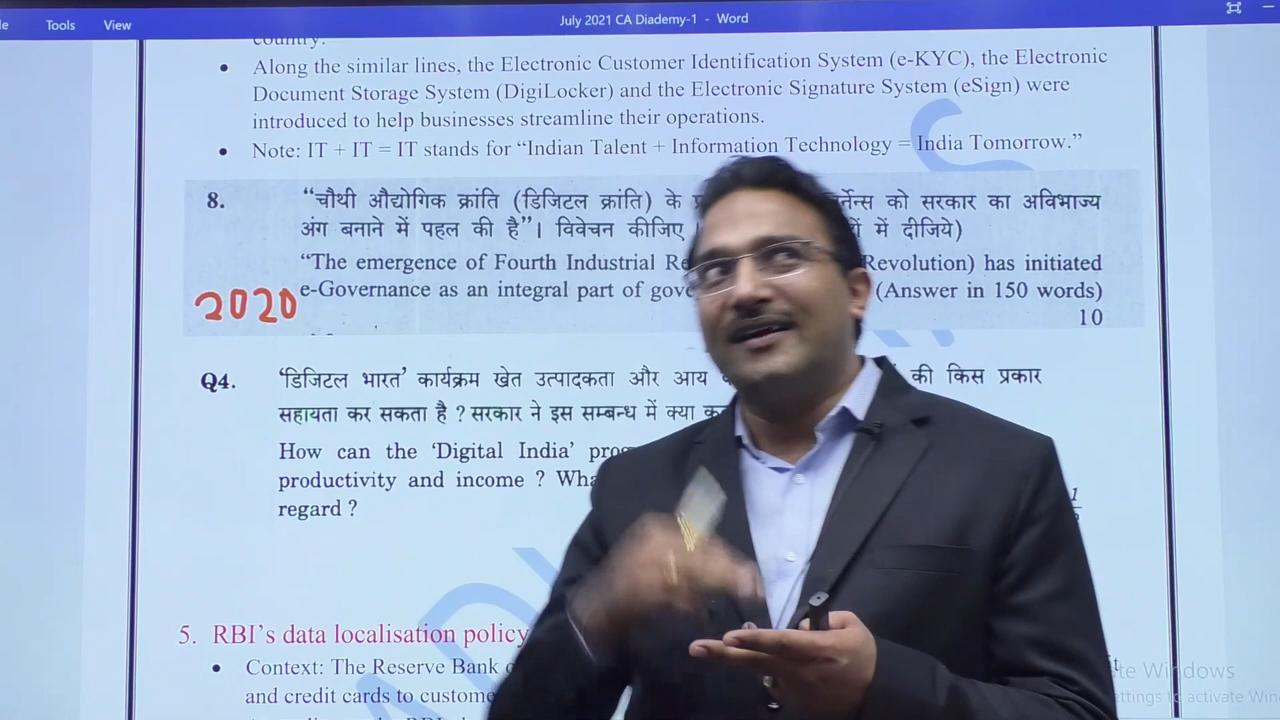 Tools View July 2021 CA Diademy-1 - Word
country.
• Along the similar lines, the Electronic Customer Identification System (e-KYC), the Electronic
Document Storage System (DigiLocker) and the Electronic Signature System (eSign) were
introduced to help businesses streamline their operations.
• Note: IT + IT = IT stands for “Indian Talent + Information Technology = India Tomorrow.”
8. “चौथी औद्योगिक क्रांति (डिजिटल क्रांति) के को सरकार का अविभाज्य
अंग बनाने में पहल की है”। विवेचन कीजिए में दीजिये)
“The emergence of Fourth Industrial Revolution) has initiated
e-Governance as an integral part of (Answer in 150 words)
2020
10
Q4. ‘डिजिटल भारत’ कार्यक्रम खेत उत्पादकता और आय की किस प्रकार
सहायता कर सकता है ? सरकार ने इस सम्बन्ध में क्या
How can the ‘Digital India’
productivity and income ?
regard ?
5. RBI’s data localisation policy
• Context: The Reserve Bank
and credit cards to
Windows
to activate